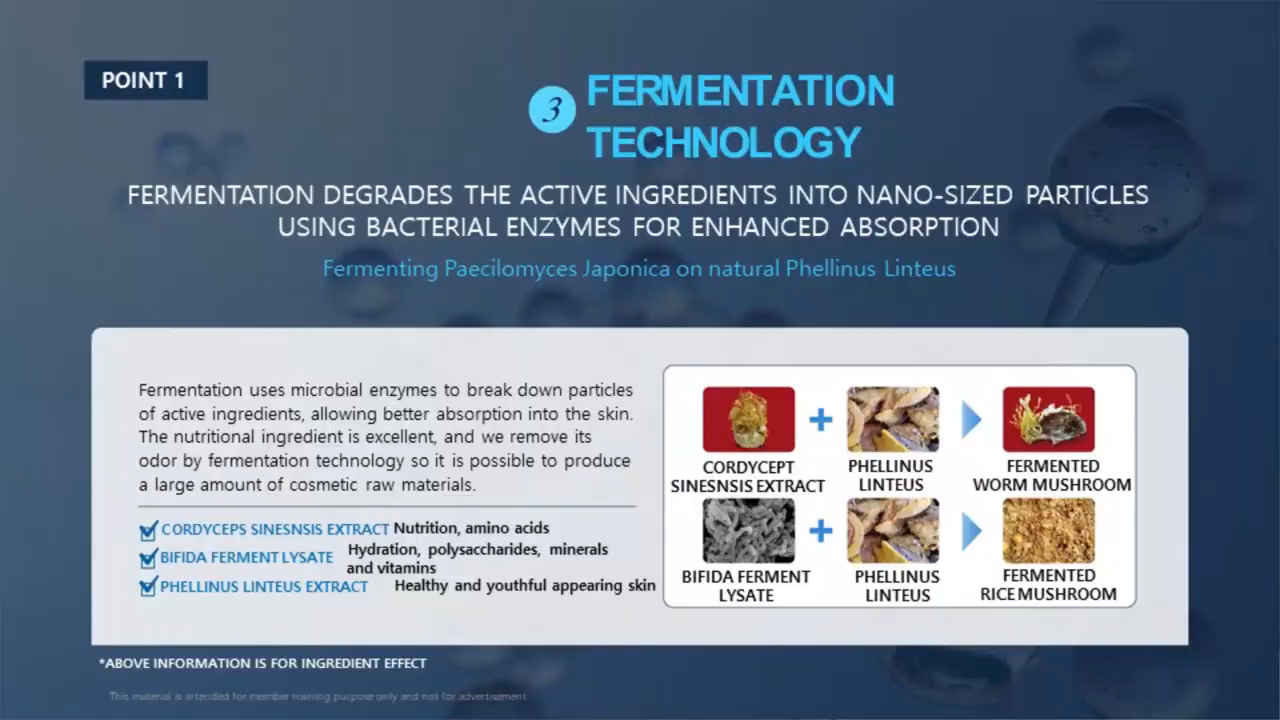 POINT 1
3
FERMENTATION
TECHNOLOGY
FERMENTATION DEGRADES THE ACTIVE INGREDIENTS INTO NANO-SIZED PARTICLES
USING BACTERIAL ENZYMES FOR ENHANCED ABSORPTION
Fermenting Paecilomyces Japonica on natural Phellinus Linteus
Fermentation uses microbial enzymes to break down particles
of active ingredients, allowing better absorption into the skin.
The nutritional ingredient is excellent, and we remove its
odor by fermentation technology so it is possible to produce
a large amount of cosmetic raw materials.
CORDYCEPS SINESNSIS EXTRACT Nutrition, amino acids
BIFIDA FERMENT LYSATE Hydration, polysaccharides, minerals
and vitamins
PHELLINUS LINTEUS EXTRACT Healthy and youthful appearing skin
+
CORDYCEPT
SINESNSIS EXTRACT
PHELLINUS
LINTEUS
FERMENTED
WORM MUSHROOM
+
BIFIDA FERMENT
LYSATE
PHELLINUS
LINTEUS
FERMENTED
RICE MUSHROOM
*ABOVE INFORMATION IS FOR INGREDIENT EFFECT
This material is intended for member training purpose only and not for advertisement